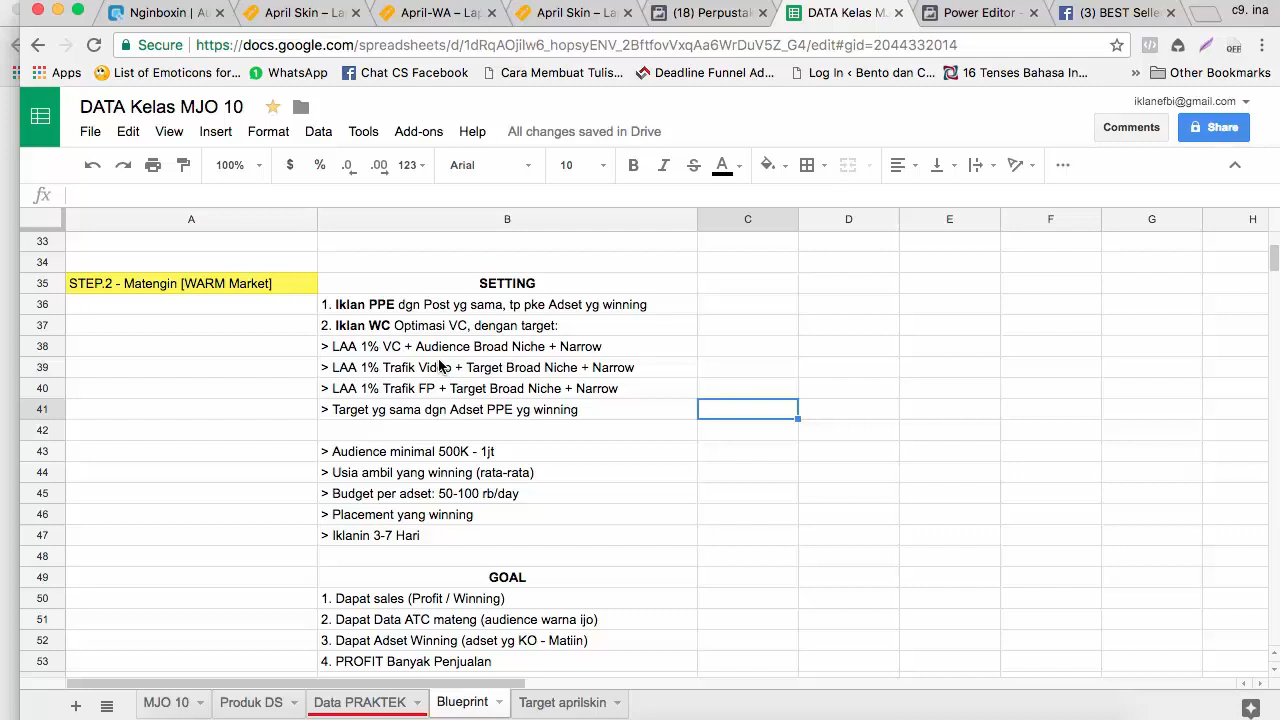 Nginboxin | A
April Skin – La
April-WA – Lap
April Skin – La
(18) Perpusta
DATA Kelas M
Power Editor -
(3) BEST Selle
c9. ina
Secure
https://docs.google.com/spreadsheets/d/1dRqkOjilw6_hopsyENV_2BftfovVxqAa6WrDuV5Z_G4/edit#gid=2044332014
OFF
Apps
List of Emoticons for...
WhatsApp
Chat CS Facebook
Cara Membuat Tulis...
Deadline Funnel Ad...
Log In ‹ Bento dan C...
16 Tenses Bahasa In...
»
Other Bookmarks
DATA Kelas MJO 10
iklanefbi@gmail.com
File Edit View Insert Format Data Tools Add-ons Help All changes saved in Drive
Comments
Share
100% $ % .0 .00 123 Arial 10 B I S A
fx
A B C D E F G H
33
34
35 STEP.2 - Matengin [WARM Market] SETTING
36 1. Iklan PPE dgn Post yg sama, tp pke Adset yg winning
37 2. Iklan WC Optimasi VC, dengan target:
38 > LAA 1% VC + Audience Broad Niche + Narrow
39 > LAA 1% Trafik Video + Target Broad Niche + Narrow
40 > LAA 1% Trafik FP + Target Broad Niche + Narrow
41 > Target yg sama dgn Adset PPE yg winning
42
43 > Audience minimal 500K - 1jt
44 > Usia ambil yang winning (rata-rata)
45 > Budget per adset: 50-100 rb/day
46 > Placement yang winning
47 > Iklanin 3-7 Hari
48
49 GOAL
50 1. Dapat sales (Profit / Winning)
51 2. Dapat Data ATC mateng (audience warna ijo)
52 3. Dapat Adset Winning (adset yg KO - Matiin)
53 4. PROFIT Banyak Penjualan
MJO 10
Produk DS
Data PRAKTEK
Blueprint
Target aprilskin